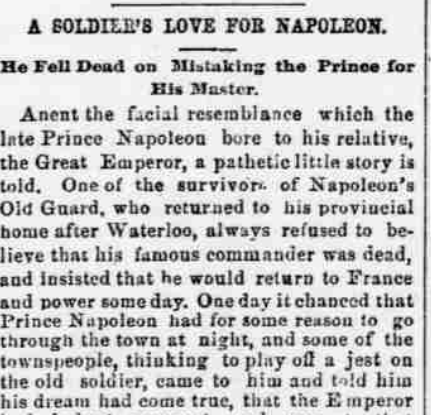 A SOLDIER'S LOVE FOR NAPOLEON.
He Fell Dead on Mistaking the Prince for
His Master.
Anent the facial resemblance which the
late Prince Napoleon bore to his relative,
the Great Emperor, a pathetic little story is
told. One of the survivors of Napoleon's
Old Guard, who returned to his provincial
home after Waterloo, always refused to be-
lieve that his famous commander was dead,
and insisted that he would return to France
and power some day. One day it chanced that
Prince Napoleon had for some reason to go
through the town at night, and some of the
townspeople, thinking to play off a jest on
the old soldier, came to him and told him
his dream had come true, that the Emperor